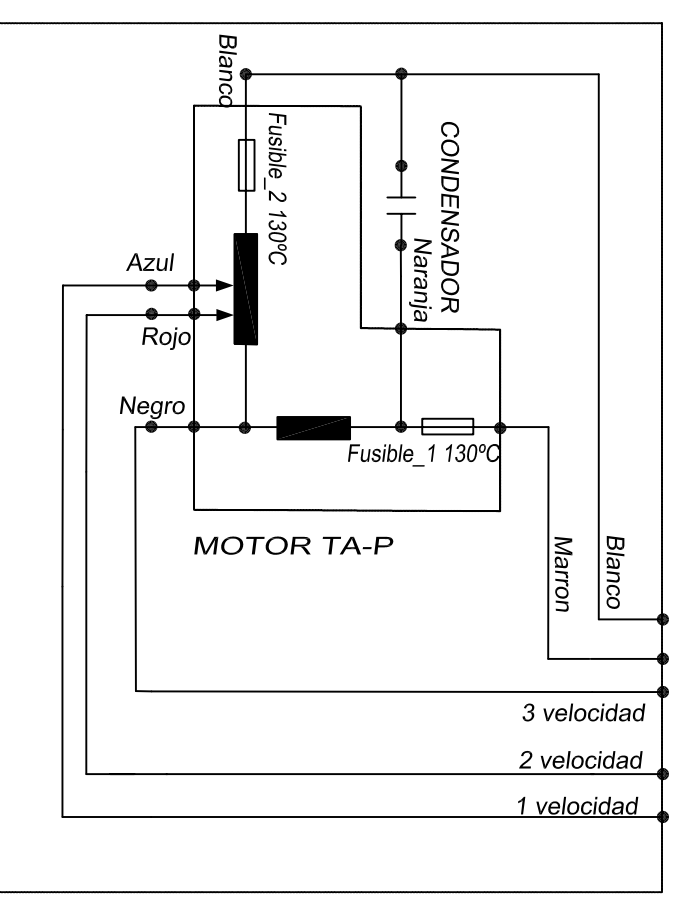 Blanco
Fusible_2 130ºC
CONDENSADOR
Naranja
Azul
Rojo
Negro
Fusible_1 130ºC
MOTOR TA-P
Marron
Blanco
3 velocidad
2 velocidad
1 velocidad